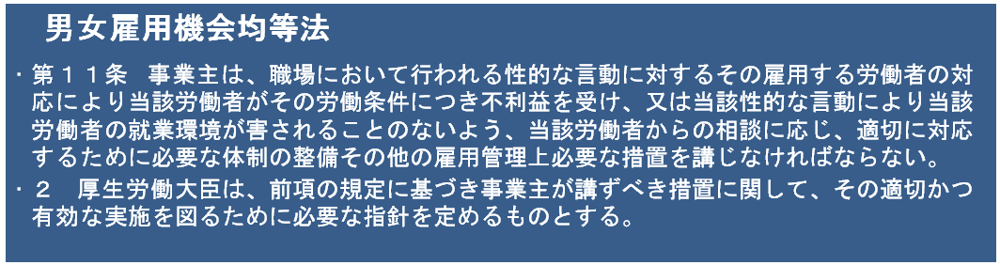 男女雇用機会均等法
・第１１条　事業主は、職場において行われる性的な言動に対するその雇用する労働者の対
応により当該労働者がその労働条件につき不利益を受け、又は当該性的な言動により当該
労働者の就業環境が害されることのないよう、当該労働者からの相談に応じ、適切に対応
するために必要な体制の整備その他の雇用管理上必要な措置を講じなければならない。
・２　厚生労働大臣は、前項の規定に基づき事業主が講ずべき措置に関して、その適切かつ
有効な実施を図るために必要な指針を定めるものとする。